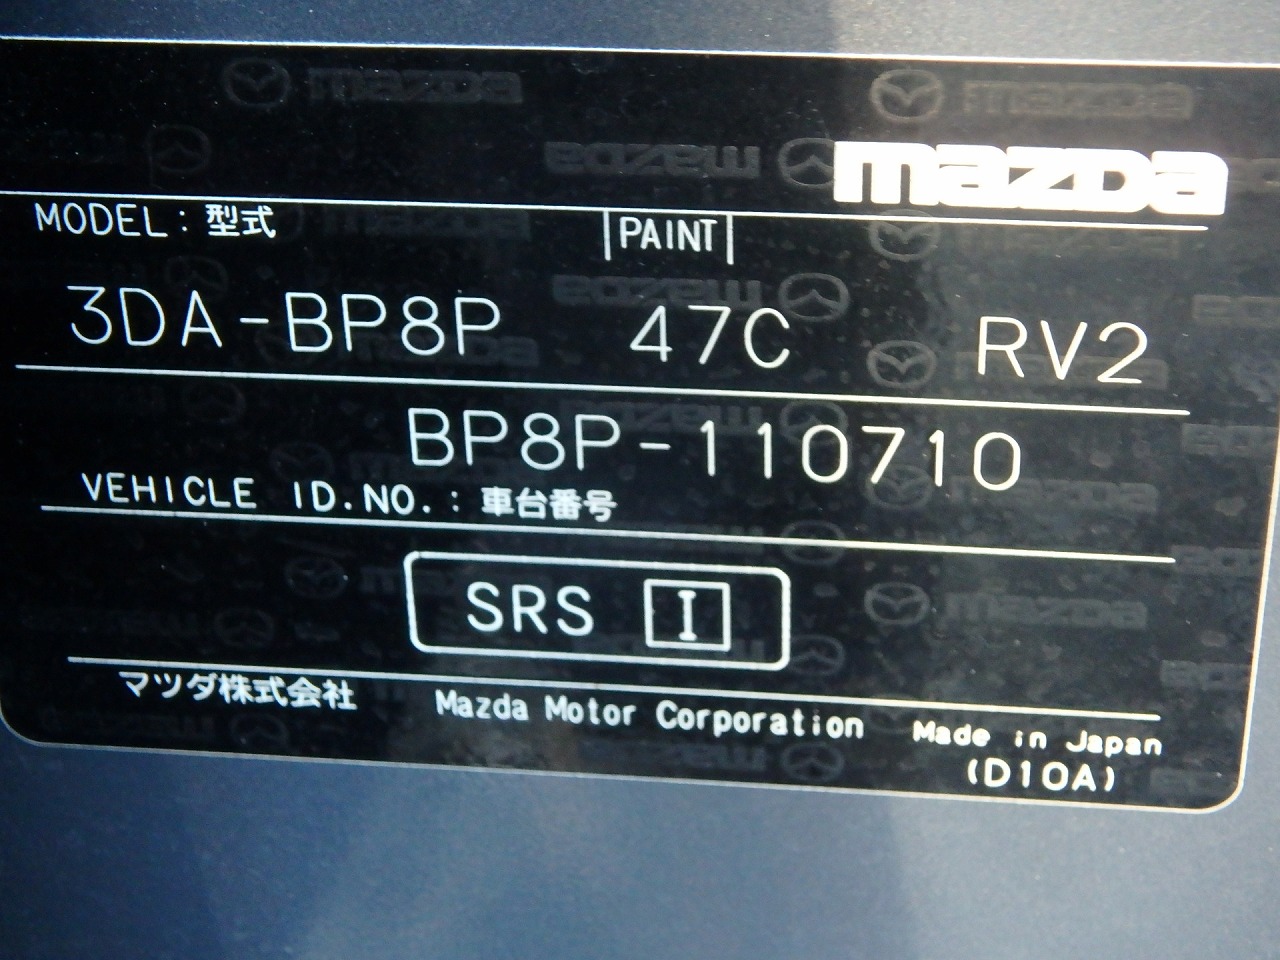 mazda
MODEL : 型式 PAINT
3DA-BP8P 47C RV2
BP8P-110710
VEHICLE ID.NO. : 車台番号
SRS I
マツダ株式会社 Mazda Motor Corporation Made in Japan
(D10A)